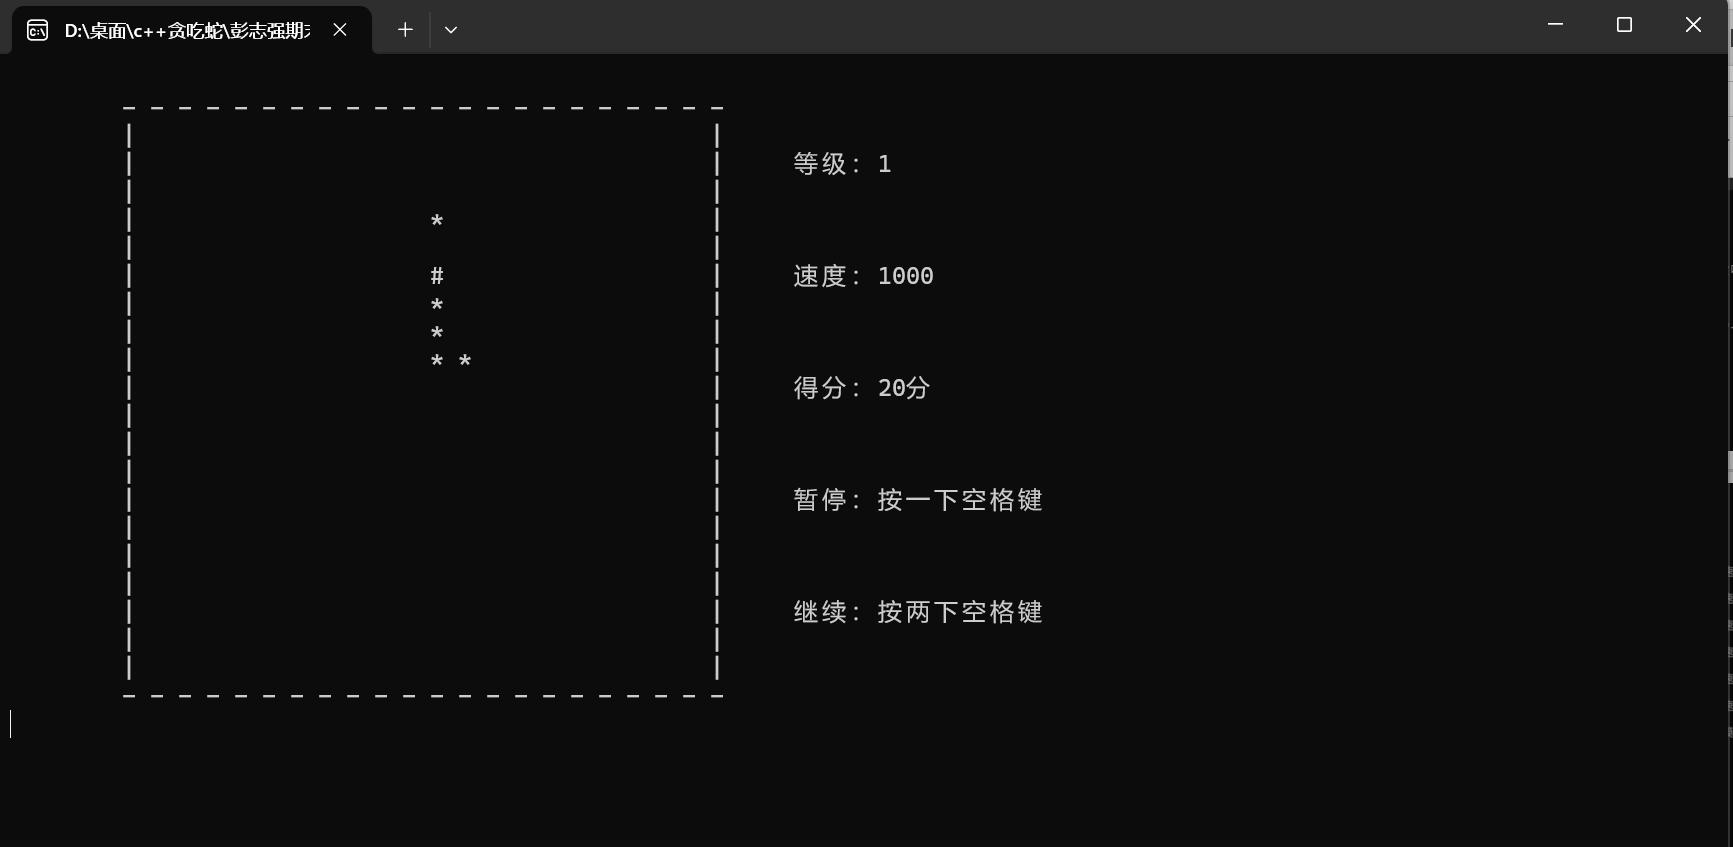 D:\桌面\c++贪吃蛇\彭志强期
- - - - - - - - - - - - - - - - - - - - - -
| |
| | 等级: 1
| |
| * |
| |
| # | 速度: 1000
| * |
| * |
| * * |
| | 得分: 20分
| |
| |
| |
| | 暂停: 按一下空格键
| |
| |
| |
| | 继续: 按两下空格键
| |
| |
- - - - - - - - - - - - - - - - - - - - - -